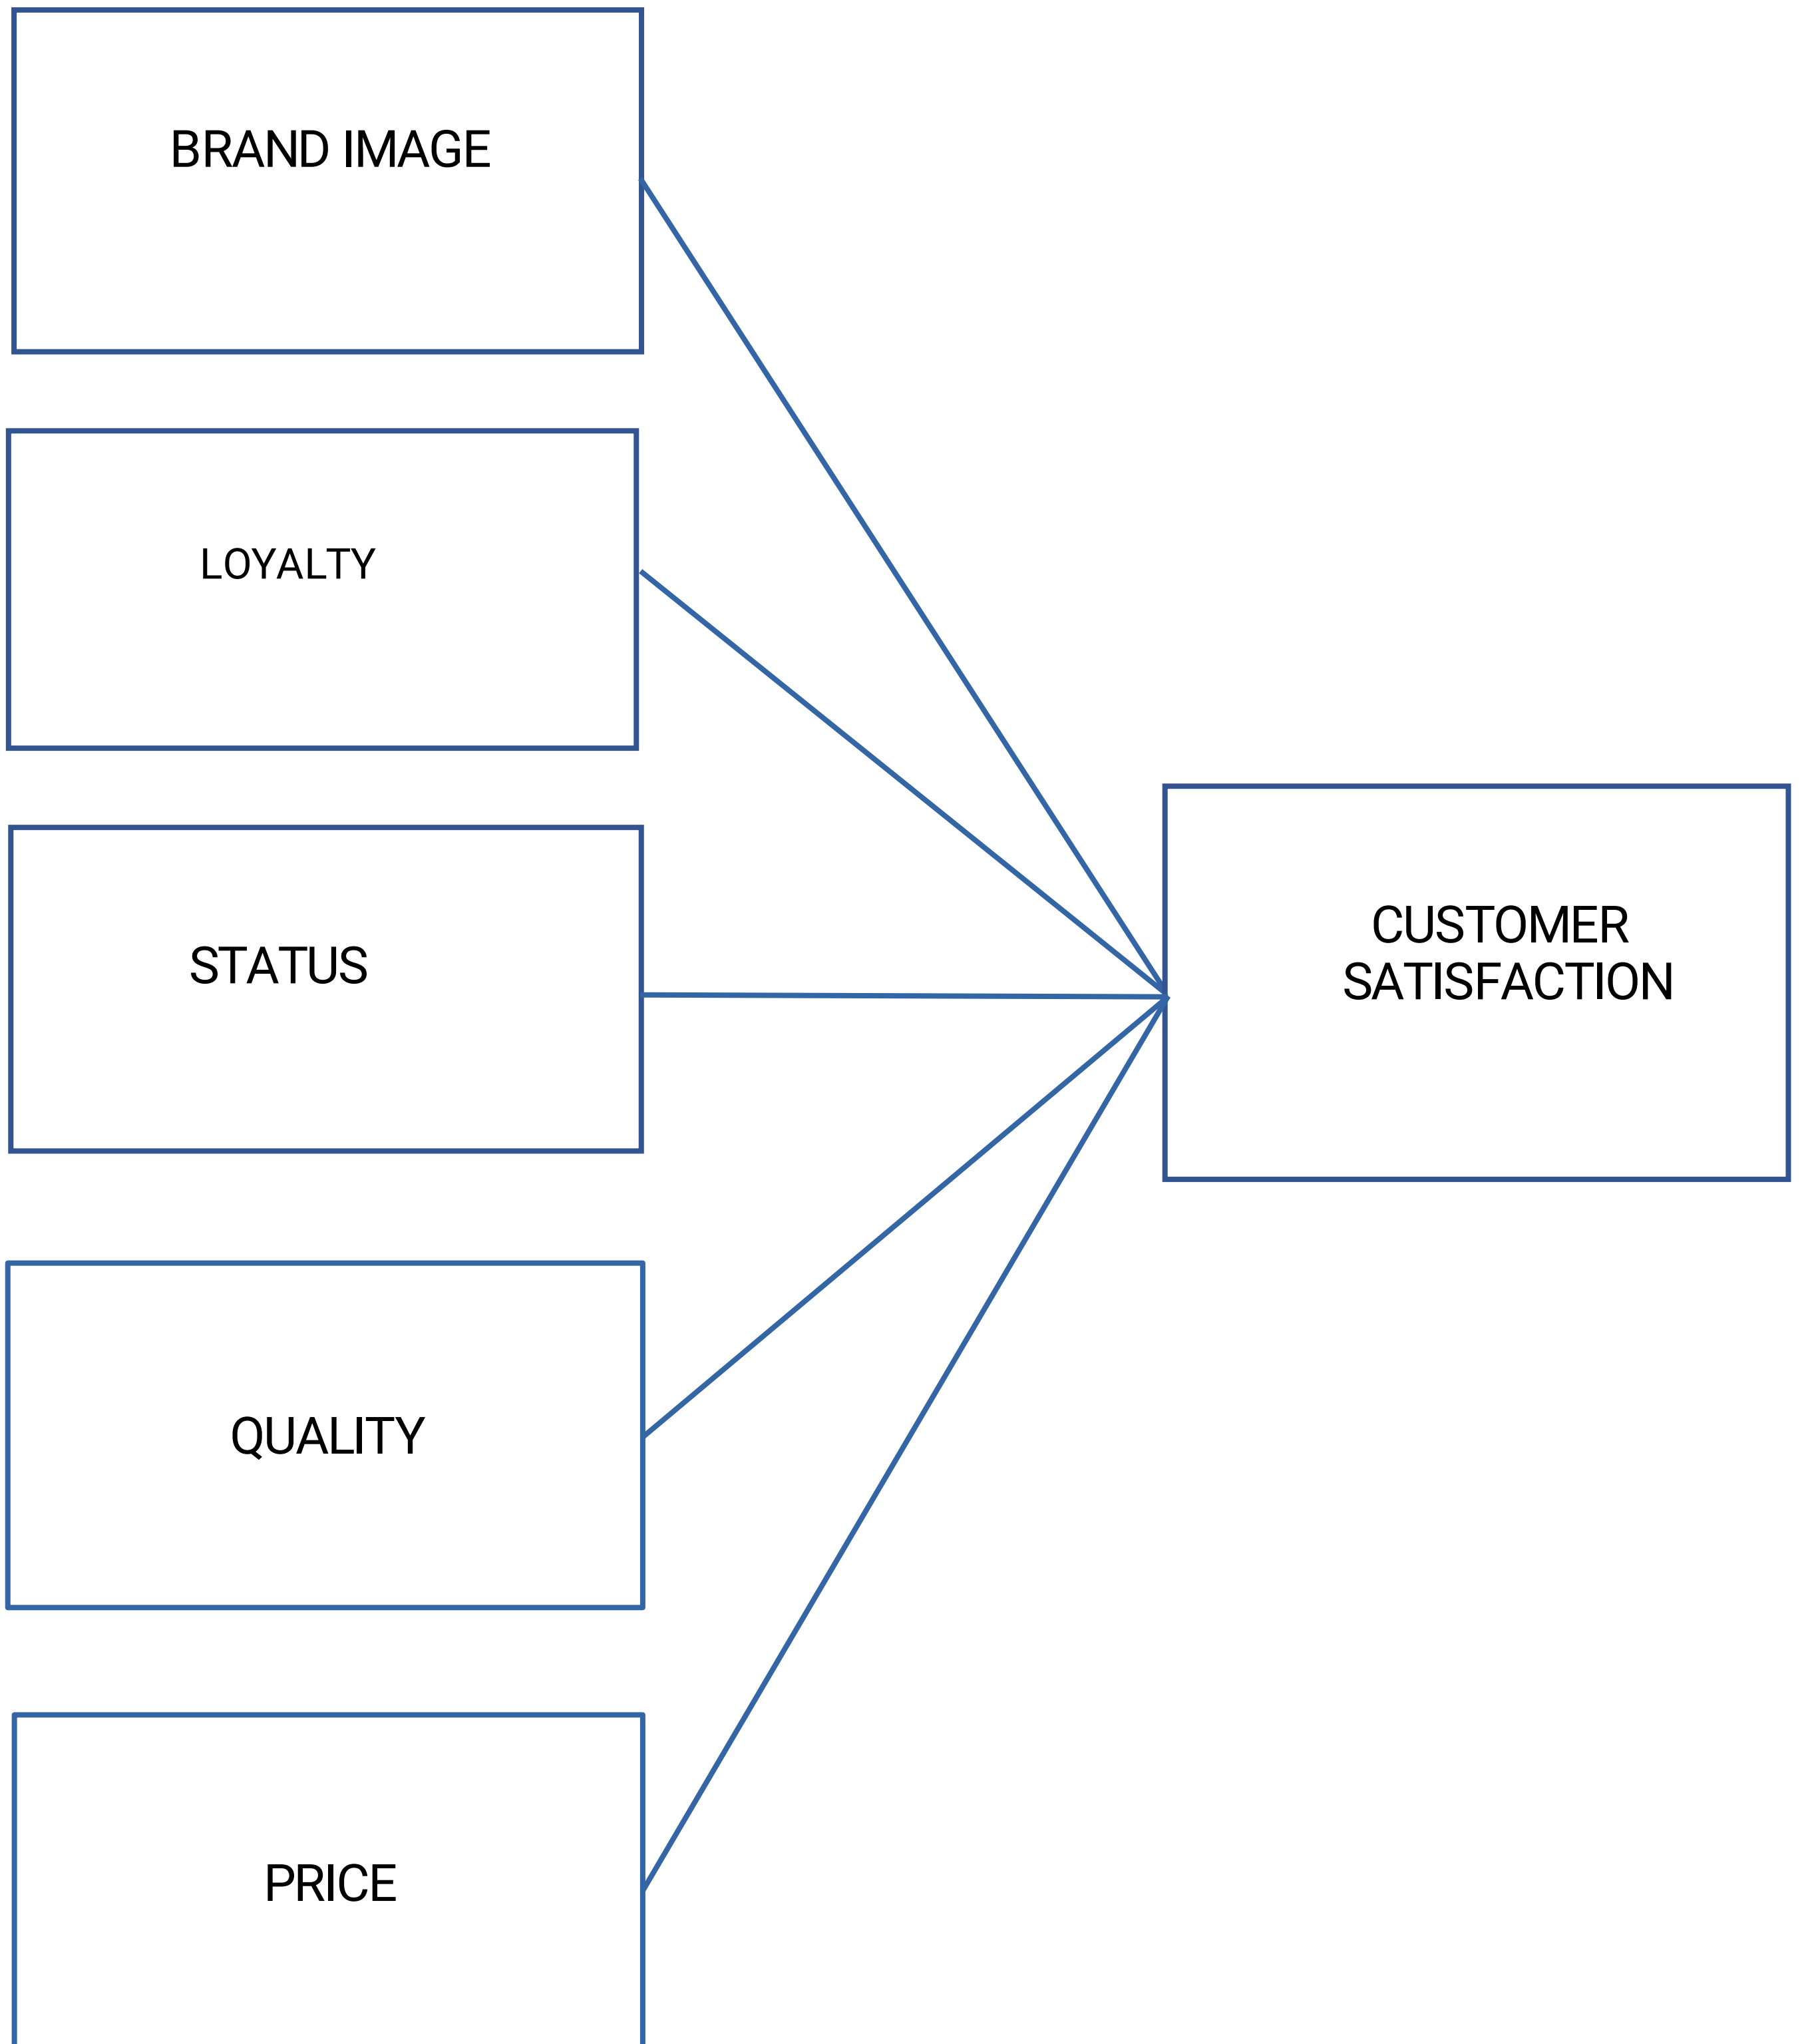 BRAND IMAGE
LOYALTY
STATUS
CUSTOMER
SATISFACTION
QUALITY
PRICE